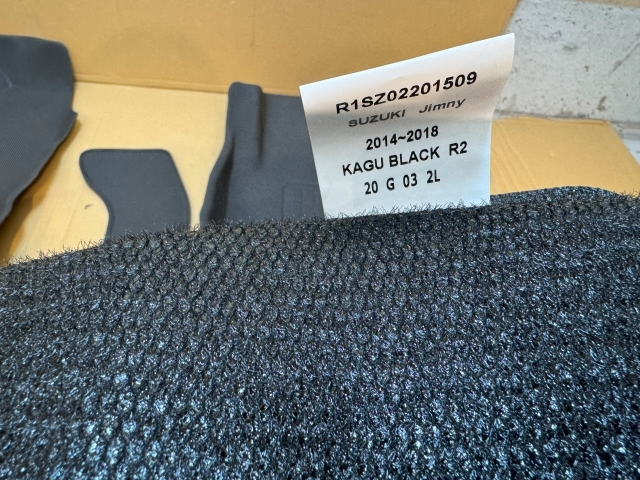 R1SZ02201509
SUZUKI Jimny
2014~2018
KAGU BLACK R2
20 G 03 2L